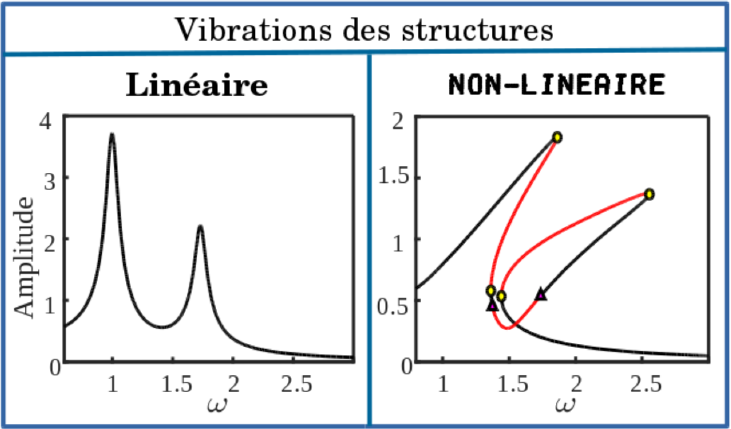 Vibrations des structures
Linéaire
NON-LINEAIRE
4
3
2
1
0
Amplitude
1 1.5 2 2.5
ω
2
1.5
1
0.5
0
1 1.5 2 2.5
ω